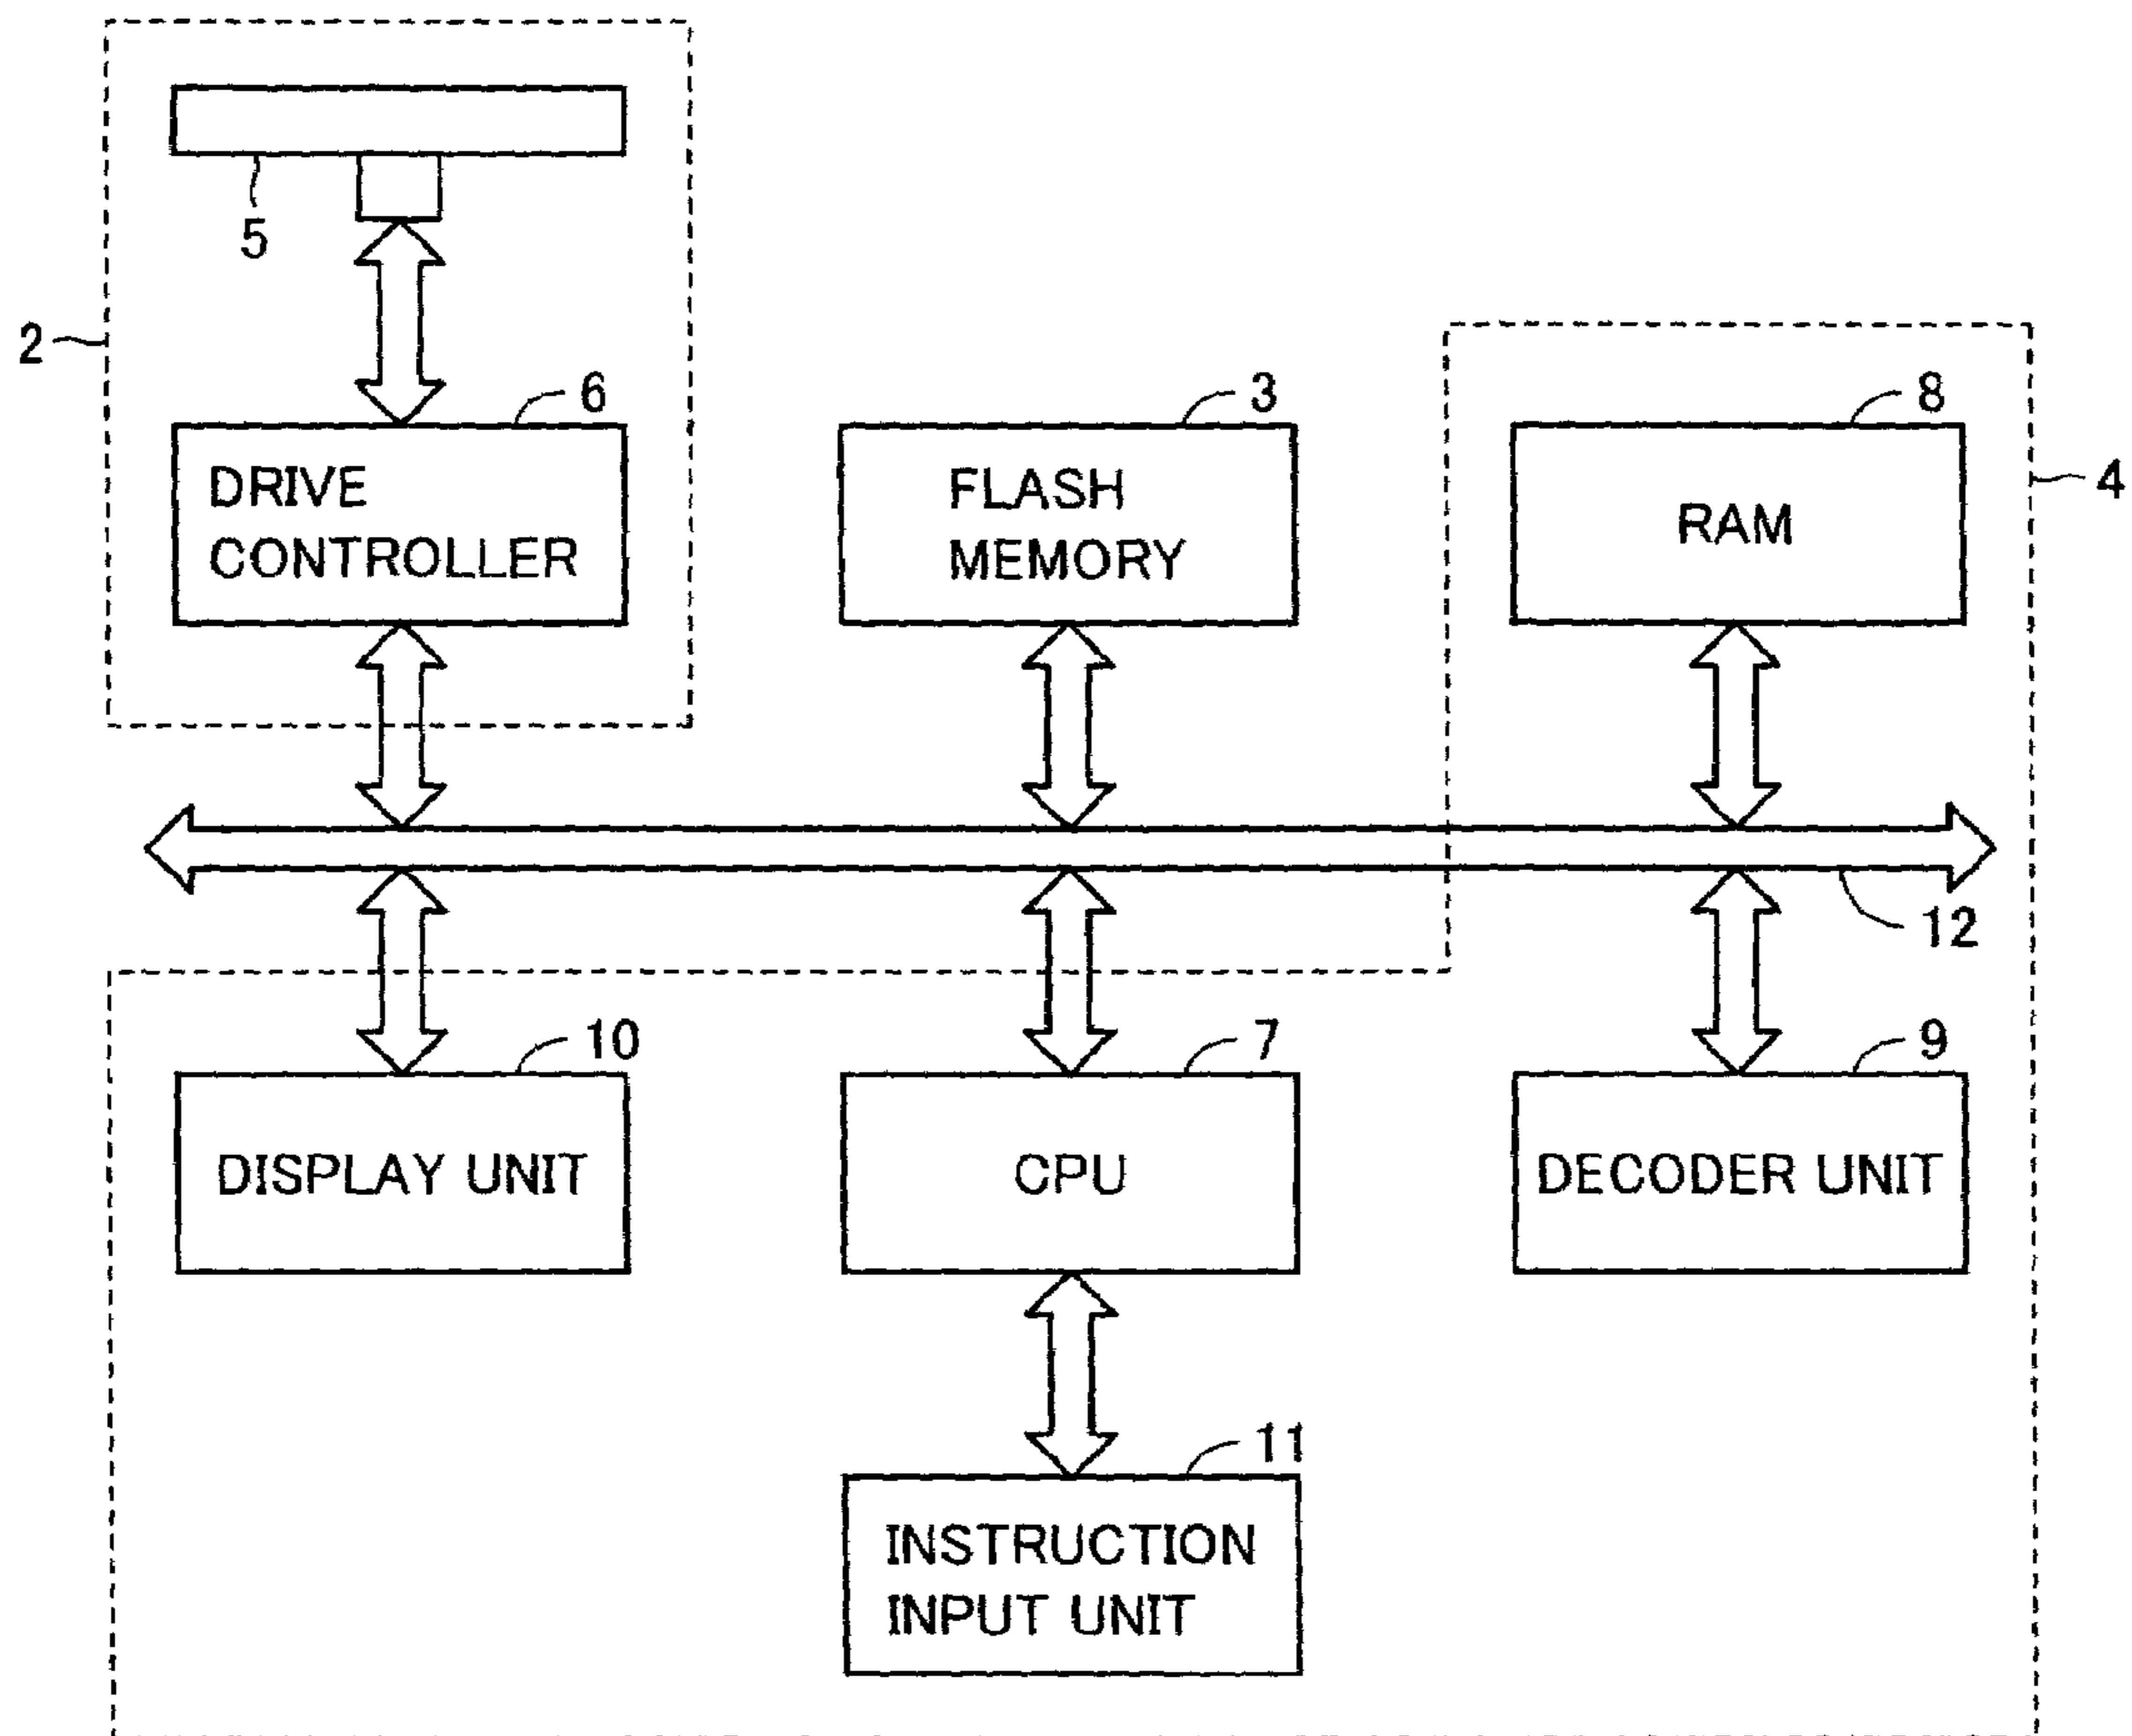 5
2
6
3
8
DRIVE
CONTROLLER
FLASH
MEMORY
RAM
4
12
10
7
9
DISPLAY UNIT
CPU
DECODER UNIT
11
INSTRUCTION
INPUT UNIT